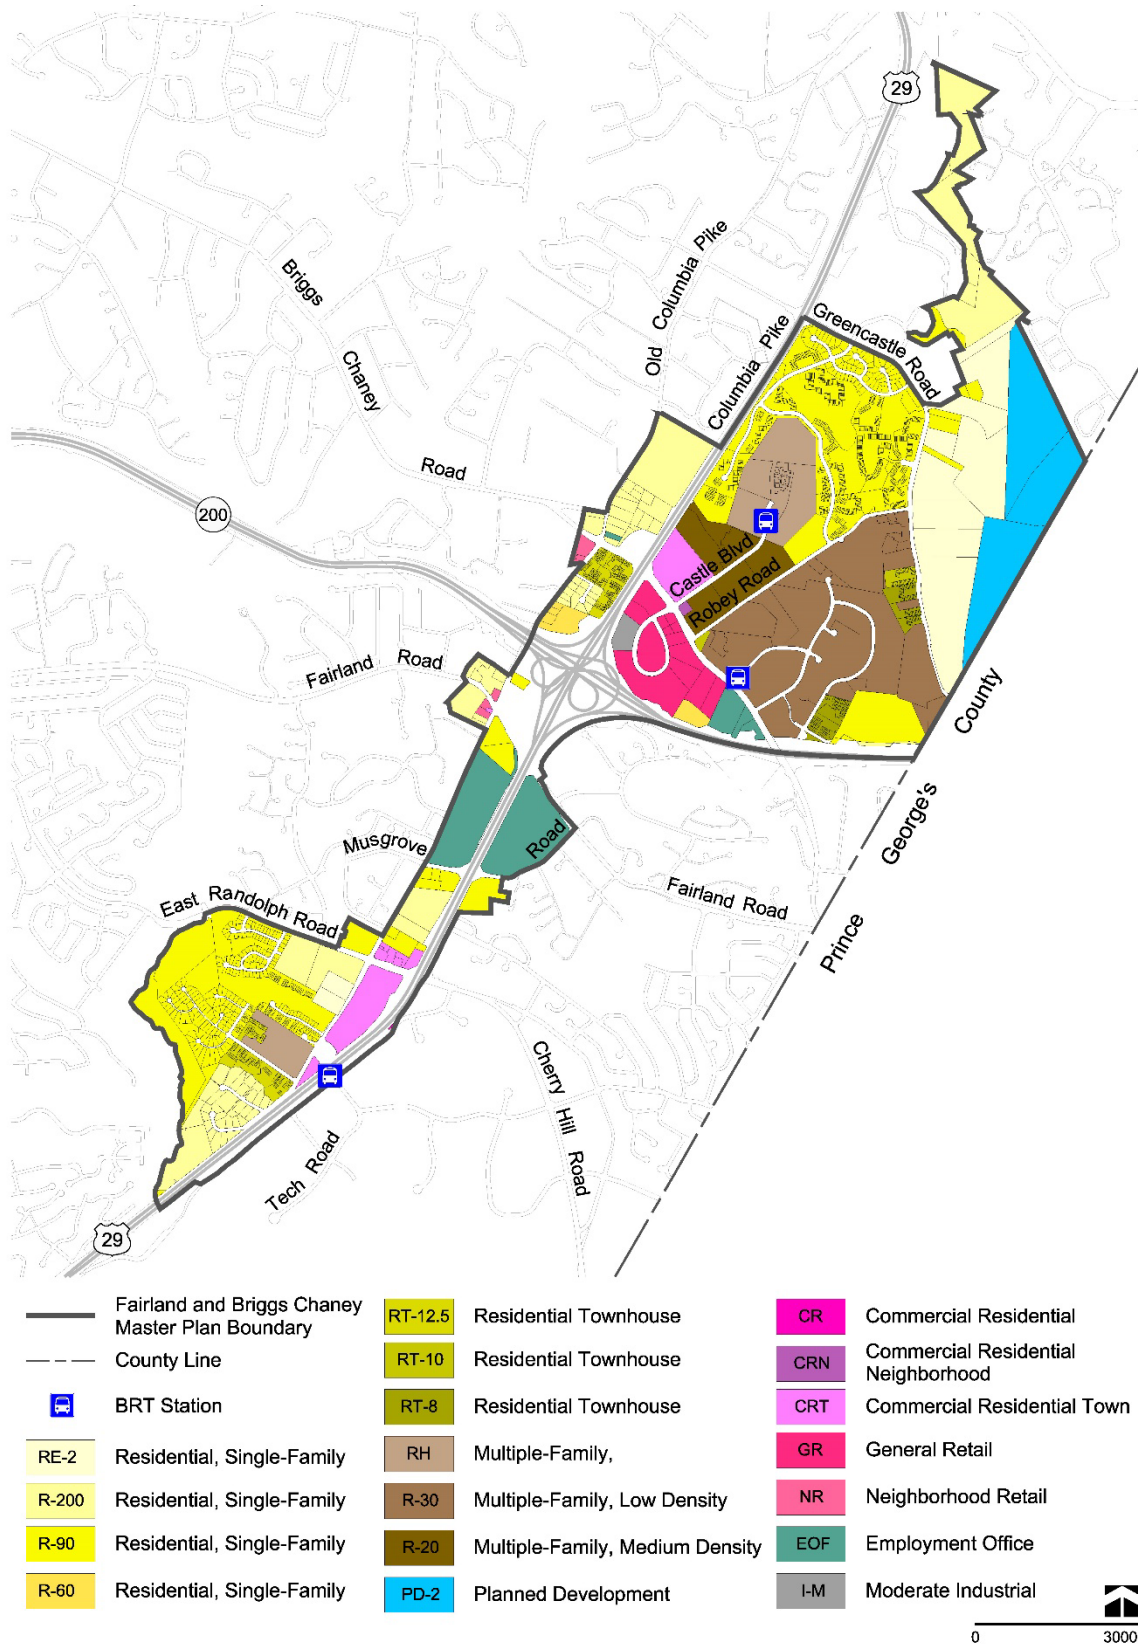 29
Old Columbia Pike
Columbia Pike
Greencastle Road
Briggs
Chaney
Road
200
Castle Blvd
Robey Road
Fairland Road
County
George's
Prince
Musgrove
Road
Fairland Road
East Randolph Road
Cherry Hill Road
Tech Road
29
Fairland and Briggs Chaney
Master Plan Boundary
County Line
BRT Station
RE-2 Residential, Single-Family
R-200 Residential, Single-Family
R-90 Residential, Single-Family
R-60 Residential, Single-Family
RT-12.5 Residential Townhouse
RT-10 Residential Townhouse
RT-8 Residential Townhouse
RH Multiple-Family,
R-30 Multiple-Family, Low Density
R-20 Multiple-Family, Medium Density
PD-2 Planned Development
CR Commercial Residential
CRN Commercial Residential
Neighborhood
CRT Commercial Residential Town
GR General Retail
NR Neighborhood Retail
EOF Employment Office
I-M Moderate Industrial
0 3000